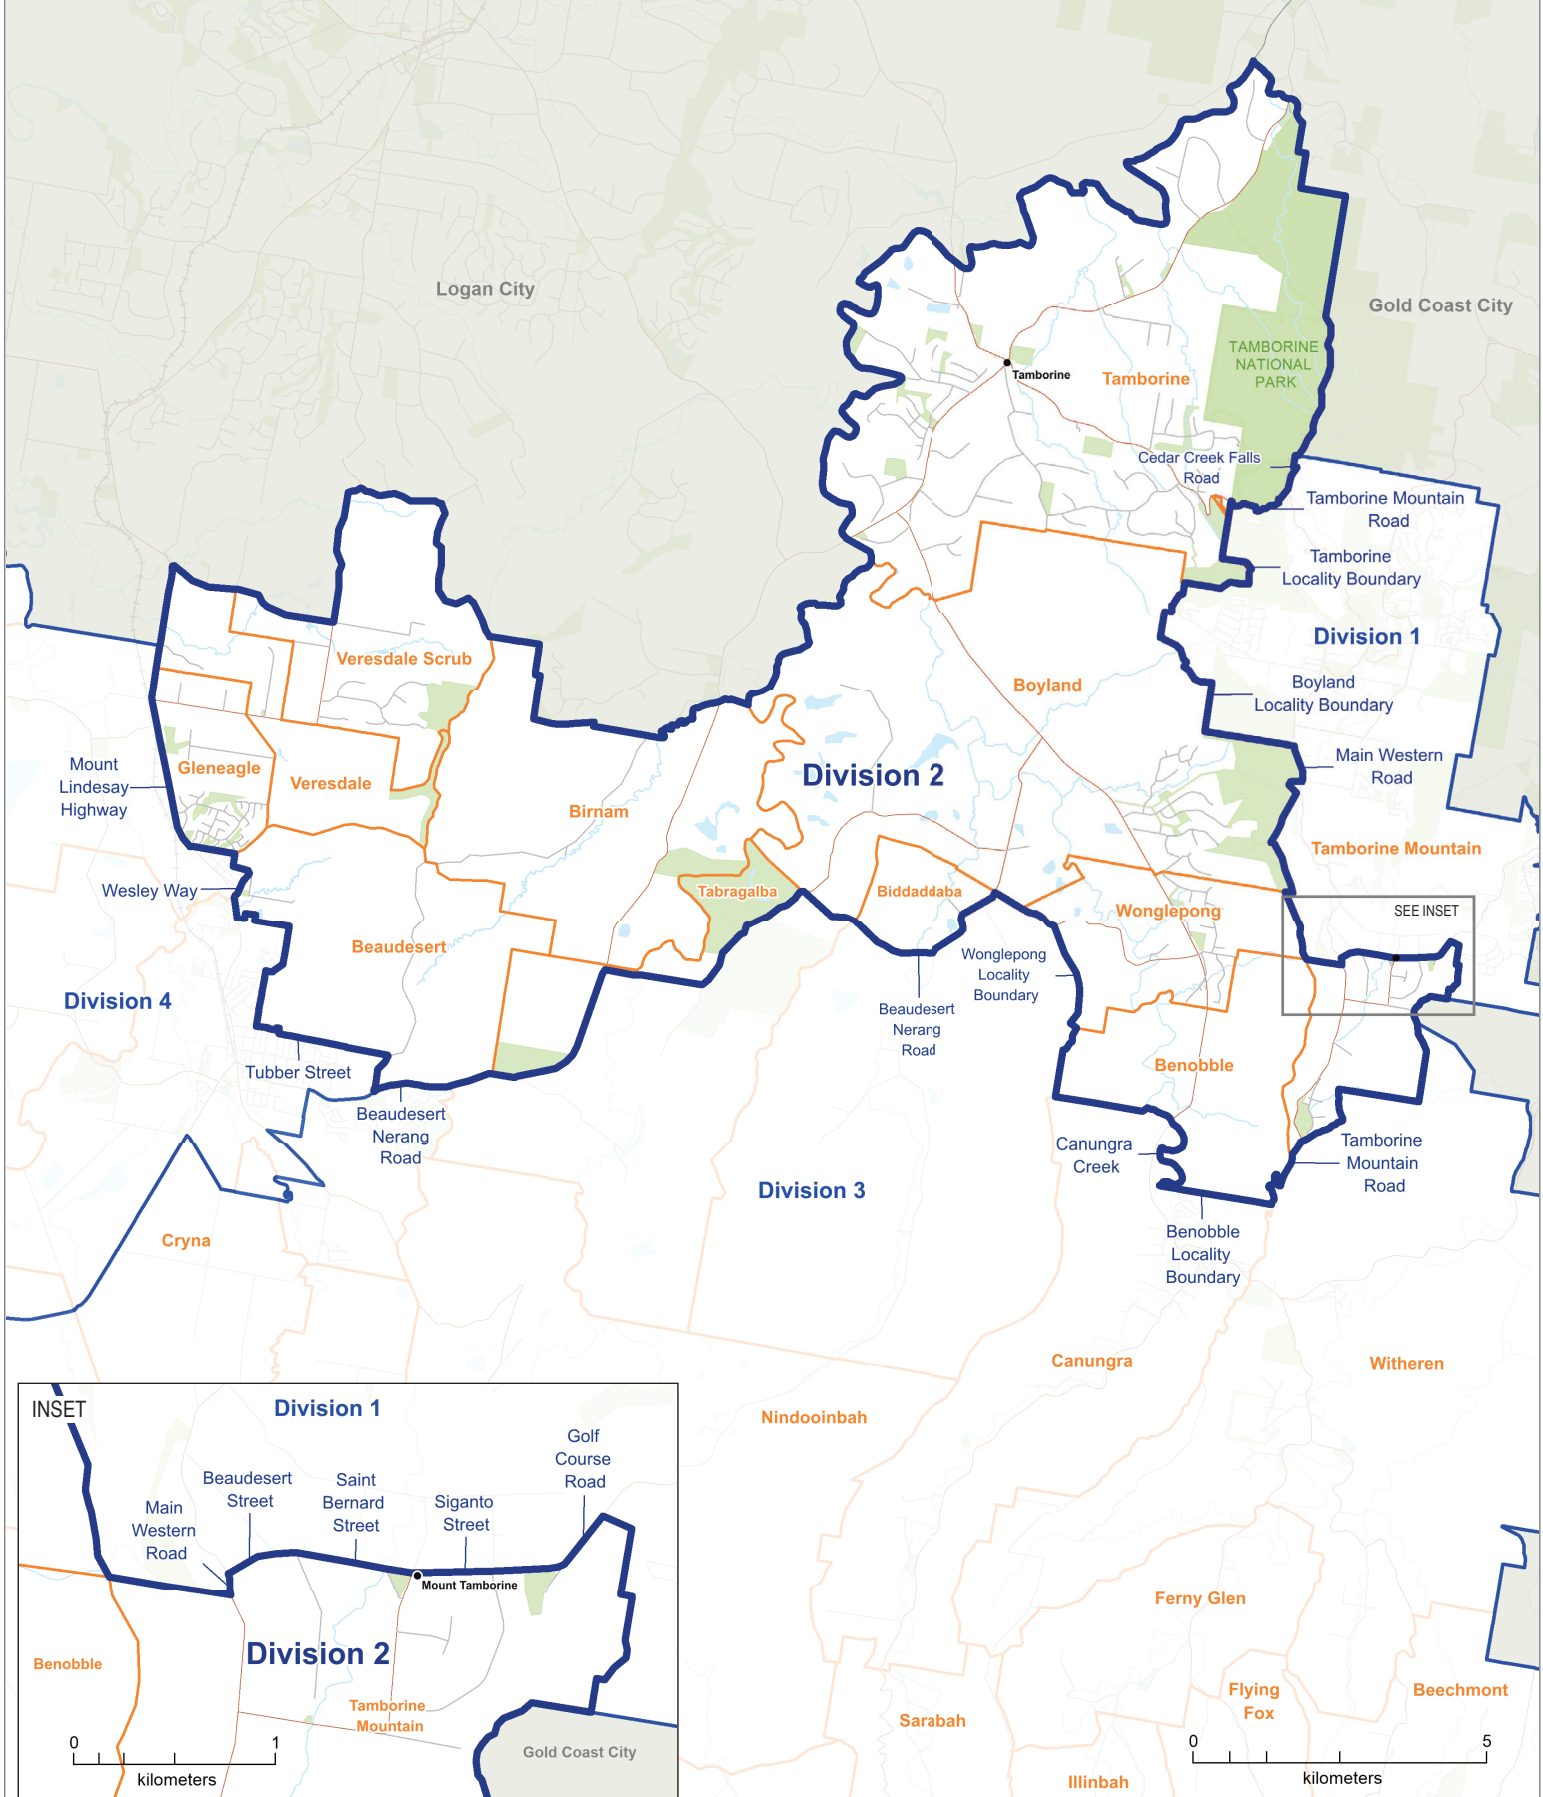 Logan City
Gold Coast City
TAMBORINE
NATIONAL
PARK
Tamborine
Tamborine
Cedar Creek Falls
Road
Tamborine Mountain
Road
Tamborine
Locality Boundary
Division 1
Veresdale Scrub
Boyland
Boyland
Locality Boundary
Main Western
Road
Mount
Lindesay
Highway
Gleneagle
Veresdale
Division 2
Birnam
Tamborine Mountain
Wesley Way
Tabragalba
Biddaddaba
Wonglepong
SEE INSET
Beaudesert
Wonglepong
Locality
Boundary
Division 4
Beaudesert
Nerang
Road
Tubber Street
Benobble
Beaudesert
Nerang
Road
Canungra
Creek
Tamborine
Mountain
Road
Division 3
Cryna
Benobble
Locality
Boundary
Canungra
Witheren
Nindooinbah
Ferny Glen
Flying
Fox
Beechmont
Sarabah
Illinbah
0
5
kilometers
INSET
Division 1
Golf
Course
Road
Beaudesert
Street
Saint
Bernard
Street
Siganto
Street
Main
Western
Road
Mount Tamborine
Division 2
Benobble
Tamborine
Mountain
Gold Coast City
0
1
kilometers